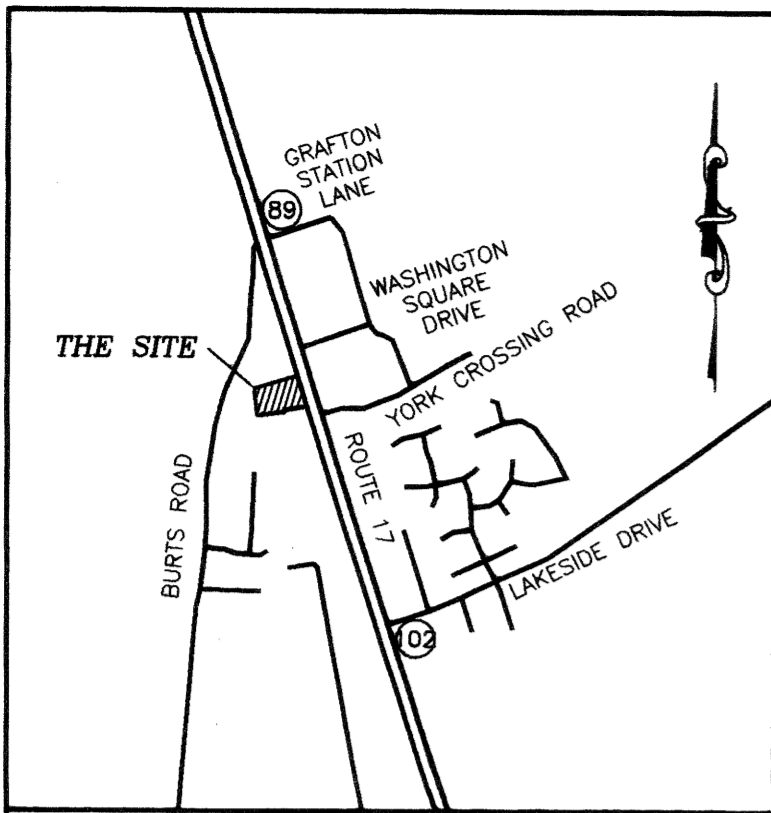 GRAFTON
STATION
LANE
89
WASHINGTON
SQUARE
DRIVE
THE SITE
YORK CROSSING ROAD
ROUTE 17
BURTS ROAD
LAKESIDE DRIVE
102